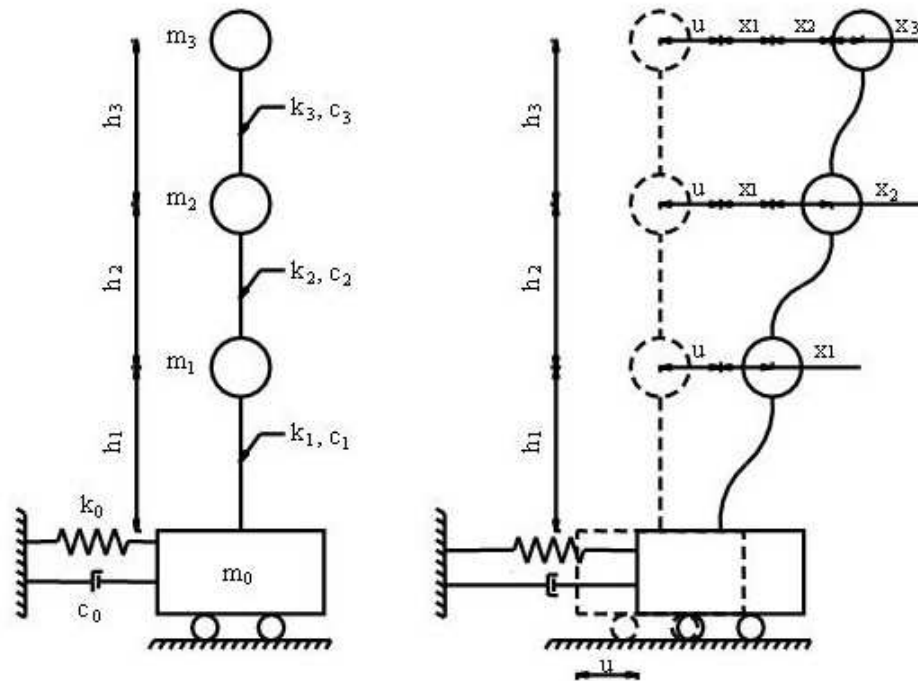 m3
u x1 x2 x3
h3
k3, c3
h3
m2
u x1 x2
h2
k2, c2
h2
m1
u x1
h1
k1, c1
h1
k0
m0
c0
u